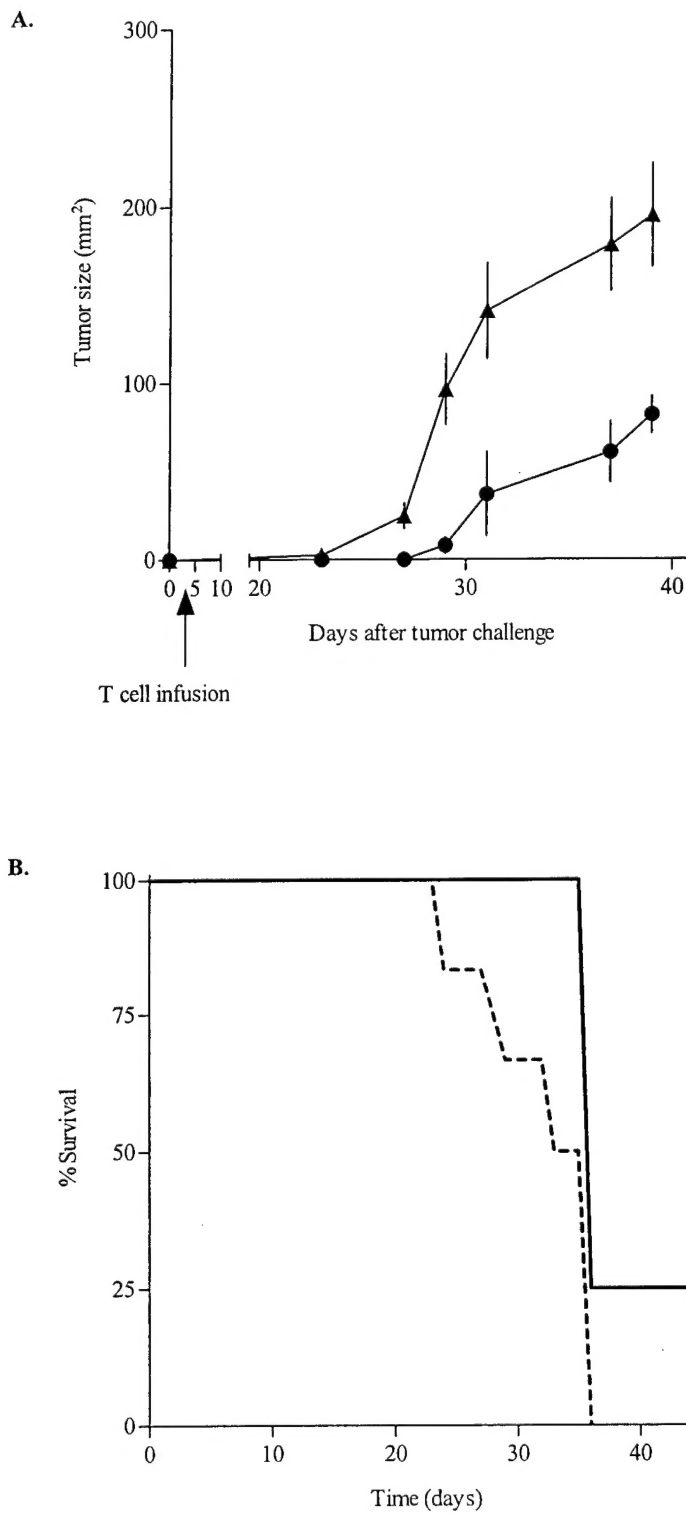 A.
300
200
100
0
Tumor size (mm²)
0 5 10 20 30 40
Days after tumor challenge
T cell infusion
B.
100
75
50
25
0
% Survival
0 10 20 30 40
Time (days)